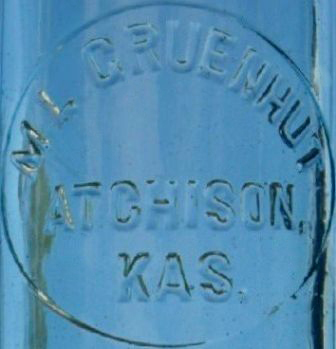 M. L. GRUENHUT
ATCHISON,
KAS.